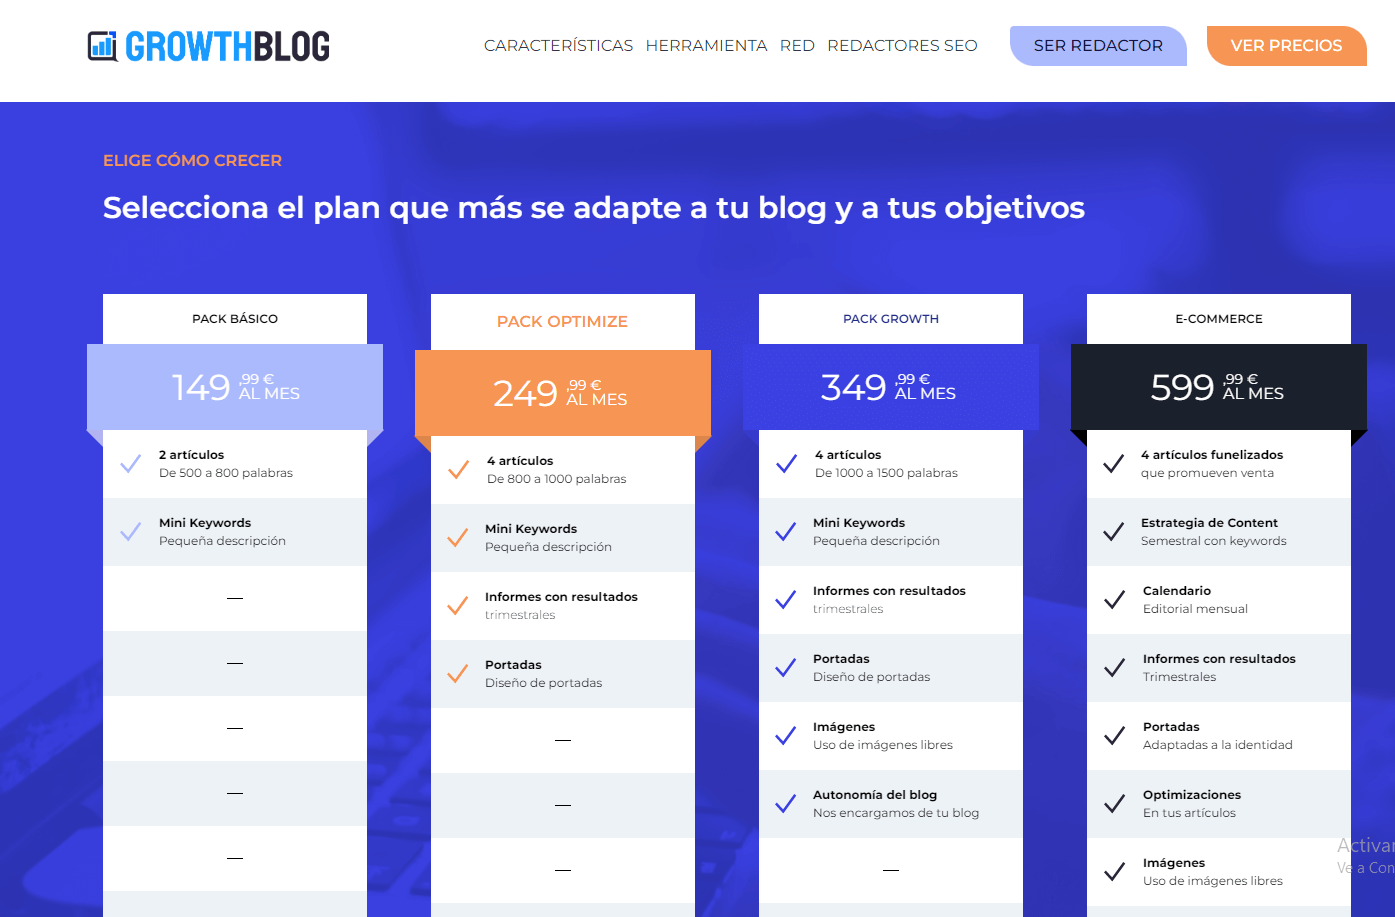 GROWTHBLOG
CARACTERÍSTICAS HERRAMIENTA RED REDACTORES SEO
SER REDACTOR
VER PRECIOS
ELIGE CÓMO CRECER
Selecciona el plan que más se adapte a tu blog y a tus objetivos
PACK BÁSICO
149 ,99 €
AL MES
2 artículos
De 500 a 800 palabras
Mini Keywords
Pequeña descripción
—
—
—
—
—
PACK OPTIMIZE
249 ,99 €
AL MES
4 artículos
De 800 a 1000 palabras
Mini Keywords
Pequeña descripción
Informes con resultados
trimestrales
Portadas
Diseño de portadas
—
—
—
PACK GROWTH
349 ,99 €
AL MES
4 artículos
De 1000 a 1500 palabras
Mini Keywords
Pequeña descripción
Informes con resultados
trimestrales
Portadas
Diseño de portadas
Imágenes
Uso de imágenes libres
Autonomía del blog
Nos encargamos de tu blog
—
E-COMMERCE
599 ,99 €
AL MES
4 artículos funelizados
que promueven venta
Estrategia de Content
Semestral con keywords
Calendario
Editorial mensual
Informes con resultados
Trimestrales
Portadas
Adaptadas a la identidad
Optimizaciones
En tus artículos
Imágenes
Uso de imágenes libres
Activar
Ve a Con